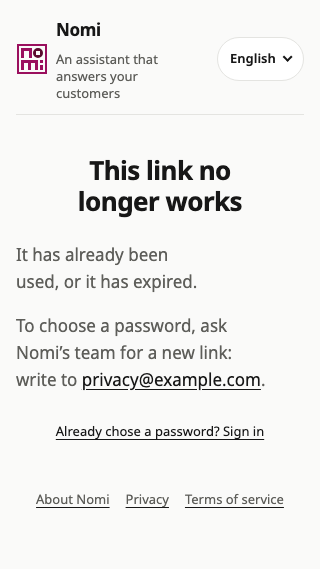 Nomi
An assistant that
answers your
customers
English
This link no
longer works
It has already been
used, or it has expired.
To choose a password, ask
Nomi’s team for a new link:
write to privacy@example.com.
Already chose a password? Sign in
About Nomi Privacy Terms of service